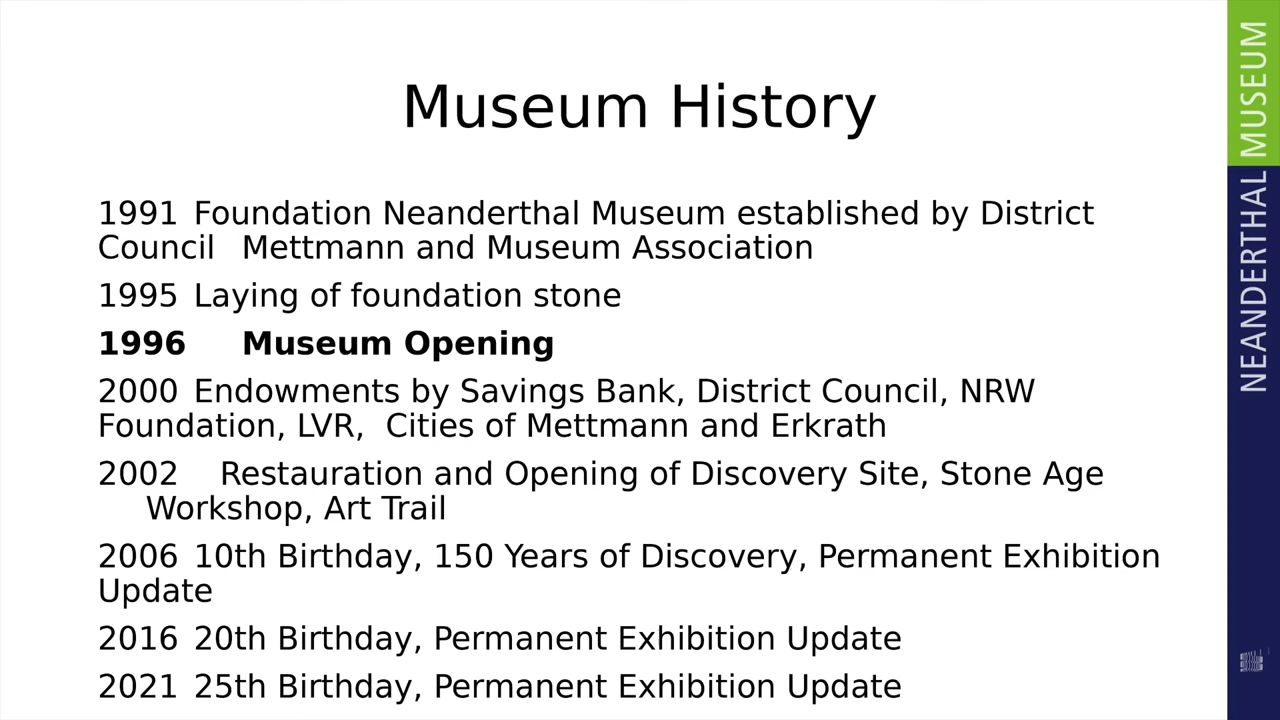 Museum History
1991 Foundation Neanderthal Museum established by District
Council Mettmann and Museum Association
1995 Laying of foundation stone
1996 Museum Opening
2000 Endowments by Savings Bank, District Council, NRW
Foundation, LVR, Cities of Mettmann and Erkrath
2002 Restauration and Opening of Discovery Site, Stone Age
Workshop, Art Trail
2006 10th Birthday, 150 Years of Discovery, Permanent Exhibition
Update
2016 20th Birthday, Permanent Exhibition Update
2021 25th Birthday, Permanent Exhibition Update
NEANDERTHAL MUSEUM